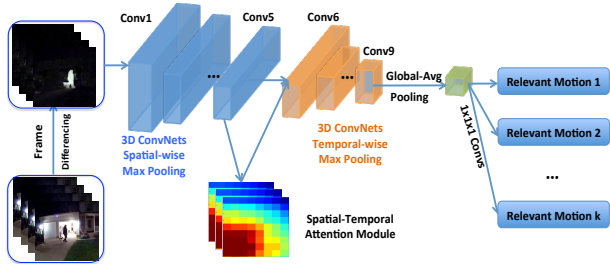 Conv1
Conv5
Conv6
Conv9
...
...
Global-Avg
Pooling
1x1x1 Convs
Relevant Motion 1
Relevant Motion 2
...
Relevant Motion k
Frame
Differencing
3D ConvNets
Spatial-wise
Max Pooling
3D ConvNets
Temporal-wise
Max Pooling
Spatial-Temporal
Attention Module